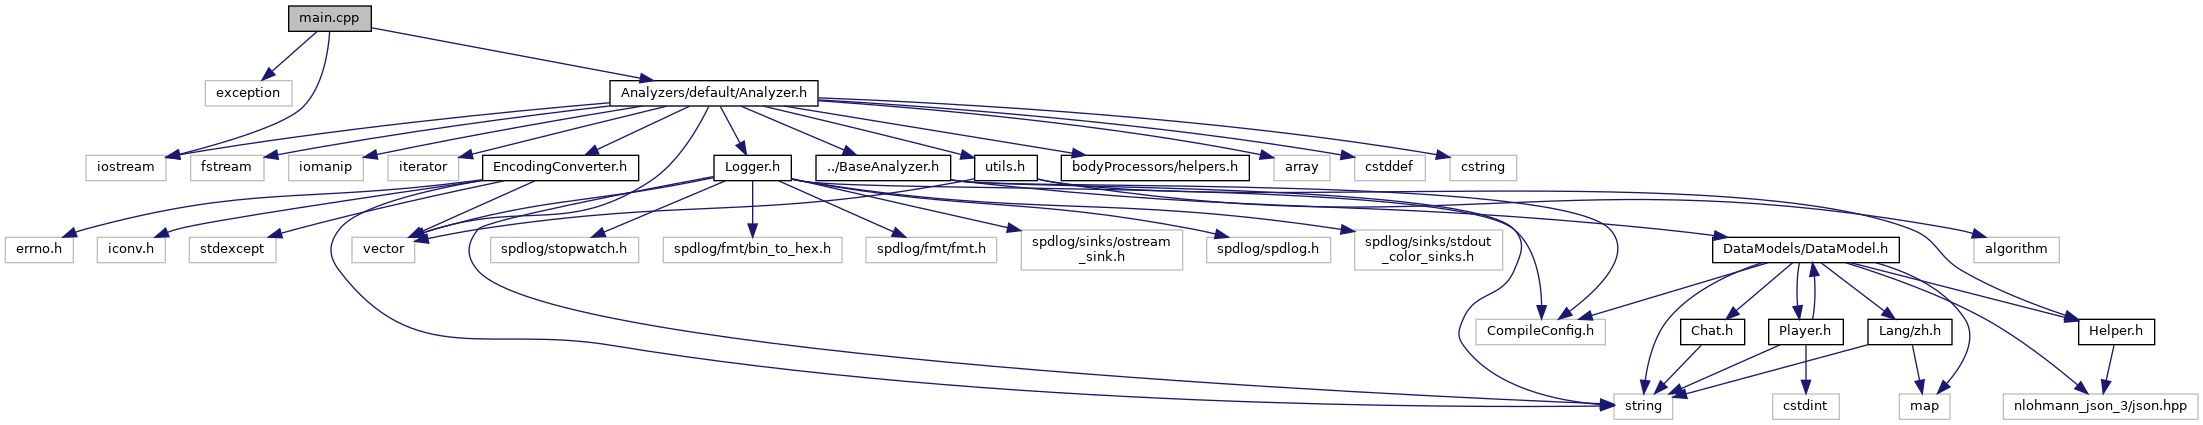 main.cpp
exception
Analyzers/default/Analyzer.h
iostream
fstream
iomanip
iterator
EncodingConverter.h
Logger.h
../BaseAnalyzer.h
utils.h
bodyProcessors/helpers.h
array
cstddef
cstring
errno.h
iconv.h
stdexcept
vector
spdlog/stopwatch.h
spdlog/fmt/bin_to_hex.h
spdlog/fmt/fmt.h
spdlog/sinks/ostream
_sink.h
spdlog/spdlog.h
spdlog/sinks/stdout
_color_sinks.h
DataModels/DataModel.h
algorithm
CompileConfig.h
Chat.h
Player.h
Lang/zh.h
Helper.h
string
cstdint
map
nlohmann_json_3/json.hpp